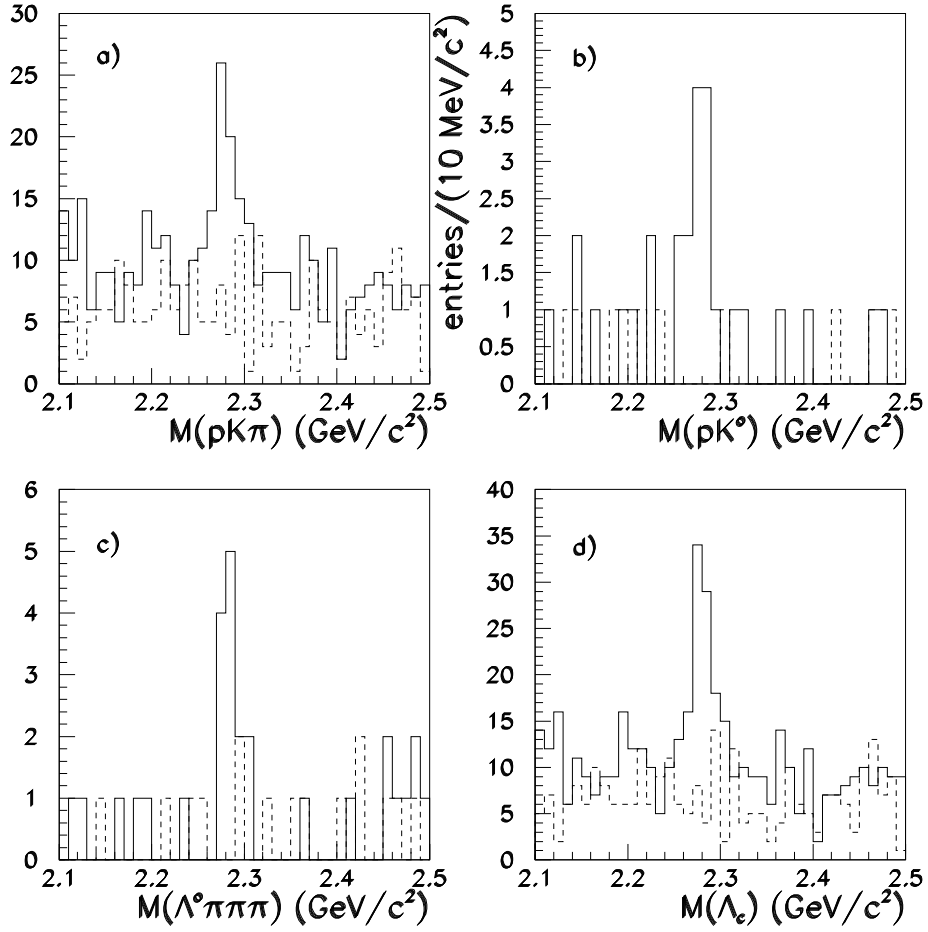 a)
30
25
20
15
10
5
0
2.1 2.2 2.3 2.4 2.5
M(pKπ) (GeV/c²)
entries/(10 MeV/c²)
b)
5
4.5
4
3.5
3
2.5
2
1.5
1
0.5
0
2.1 2.2 2.3 2.4 2.5
M(pK⁰) (GeV/c²)
c)
6
5
4
3
2
1
0
2.1 2.2 2.3 2.4 2.5
M(Λ⁰πππ) (GeV/c²)
d)
40
35
30
25
20
15
10
5
0
2.1 2.2 2.3 2.4 2.5
M(Λc) (GeV/c²)